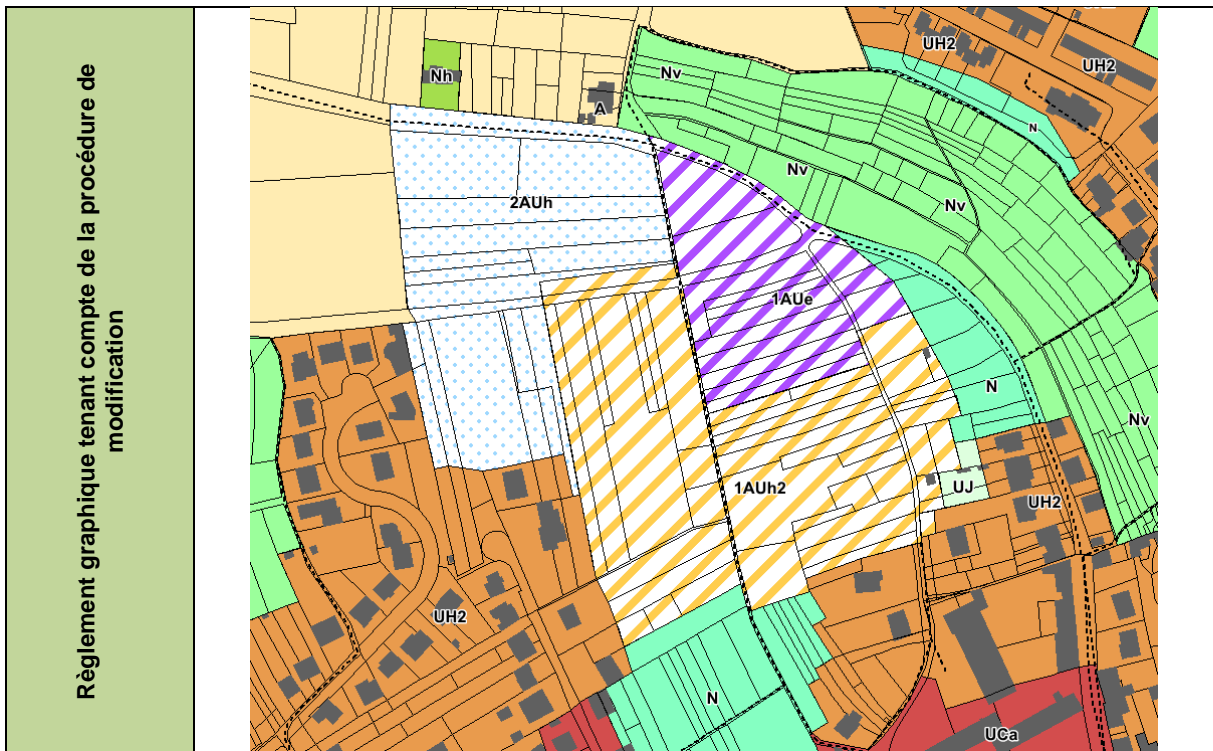 Règlement graphique tenant compte de la procédure de
modification
UH2
UH2
Nv
Nh
A
N
Nv
2AUh
Nv
1AUe
N
Nv
1AUh2
UJ
UH2
UH2
N
UCa